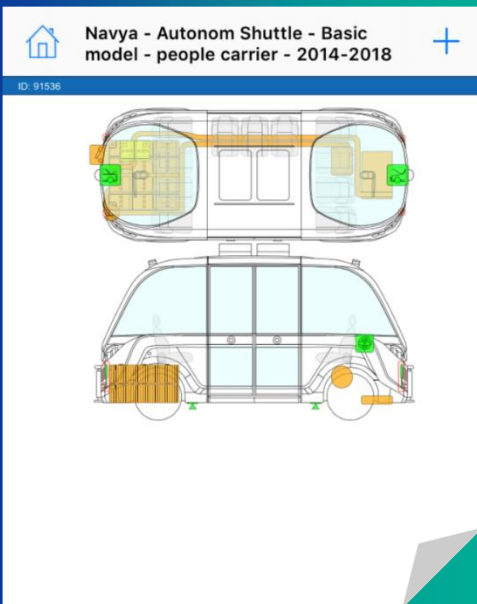 Navya - Autonom Shuttle - Basic
model - people carrier - 2014-2018
ID: 91536